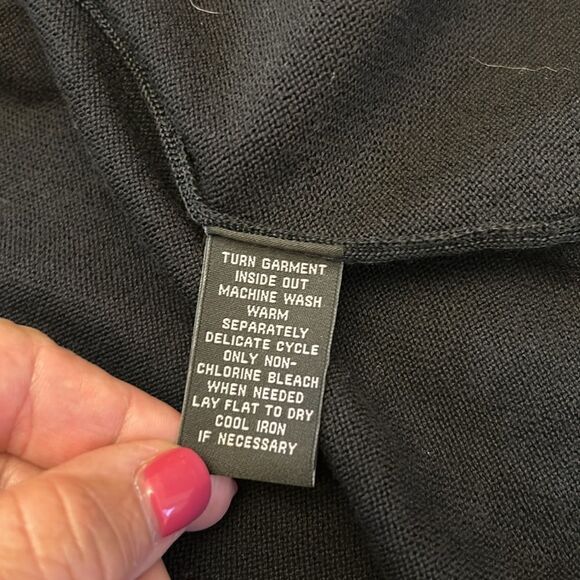 TURN GARMENT
INSIDE OUT
MACHINE WASH
WARM
SEPARATELY
DELICATE CYCLE
ONLY NON-
CHLORINE BLEACH
WHEN NEEDED
LAY FLAT TO DRY
COOL IRON
IF NECESSARY